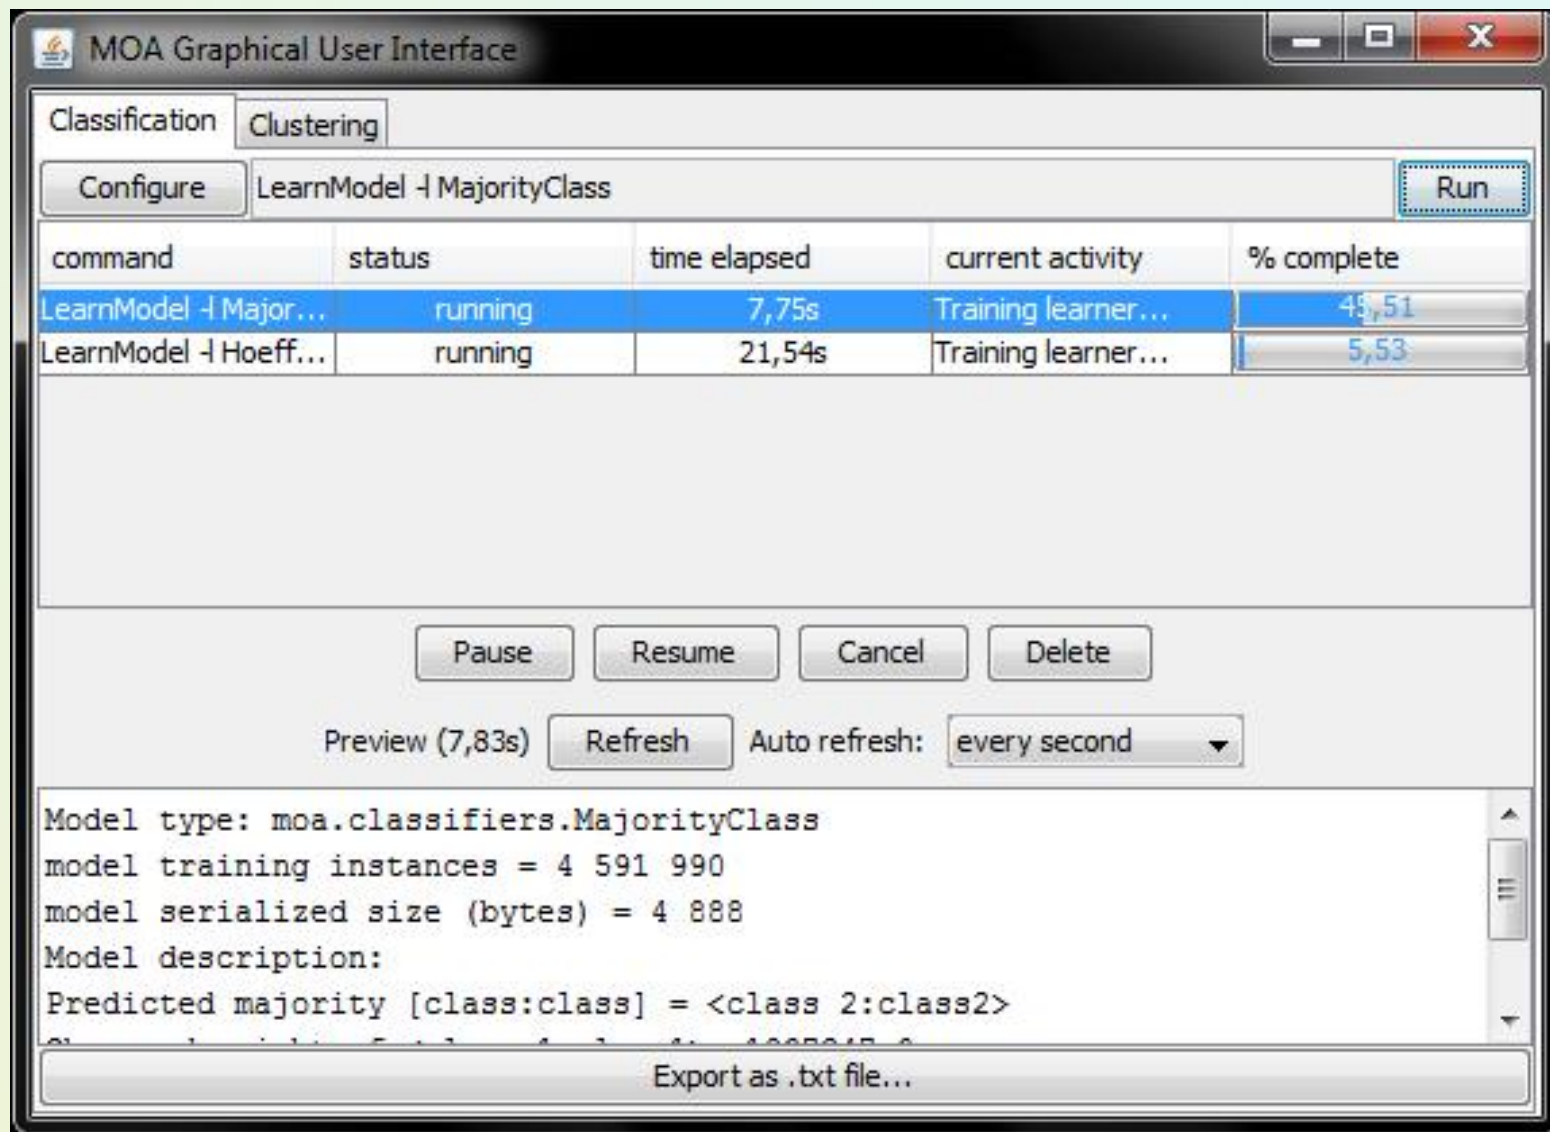 MOA Graphical User Interface
Classification Clustering
Configure LearnModel -l MajorityClass Run
command status time elapsed current activity % complete
LearnModel -l Major... running 7,75s Training learner... 45,51
LearnModel -l Hoeff... running 21,54s Training learner... 5,53
Pause Resume Cancel Delete
Preview (7,83s) Refresh Auto refresh: every second
Model type: moa.classifiers.MajorityClass
model training instances = 4 591 990
model serialized size (bytes) = 4 888
Model description:
Predicted majority [class:class] = <class 2:class2>
Export as .txt file...